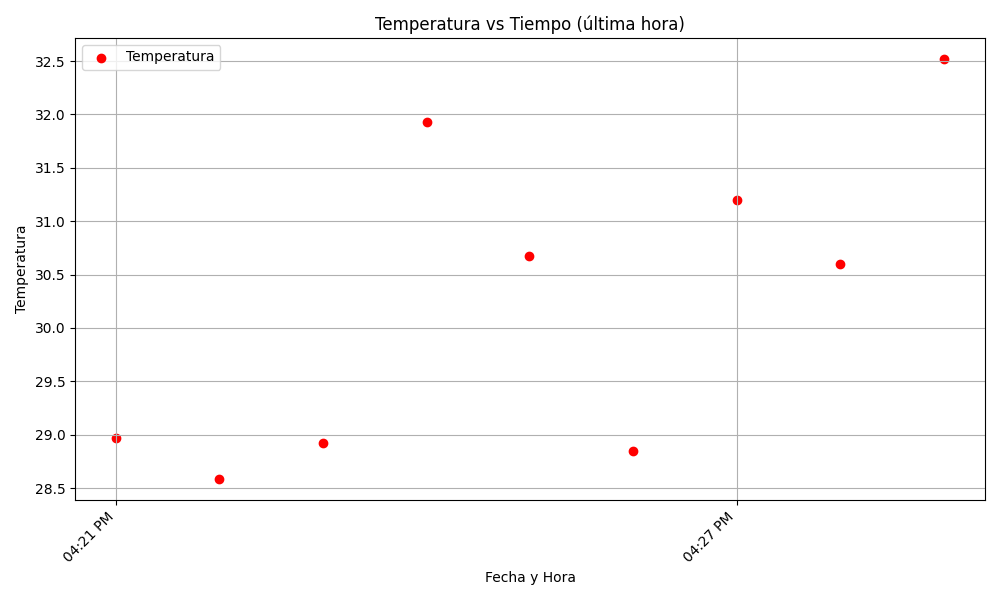 Temperatura vs Tiempo (última hora)
Temperatura
32.5
32.0
31.5
31.0
30.5
30.0
29.5
29.0
28.5
Temperatura
04:21 PM
04:27 PM
Fecha y Hora